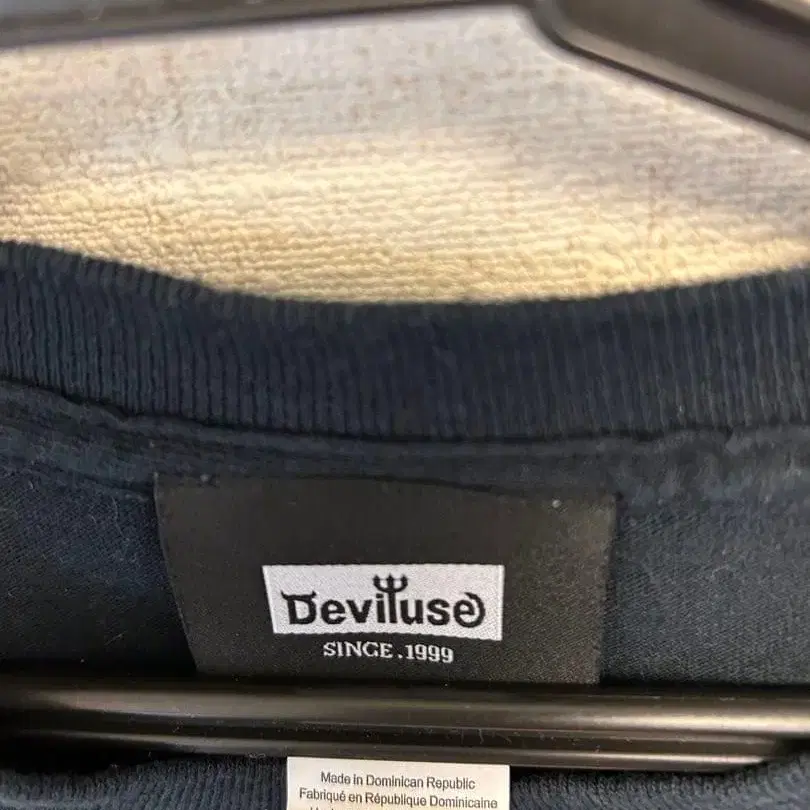 Deviluse
SINCE.1999
Made in Dominican Republic
Fabriqué en République Dominicaine